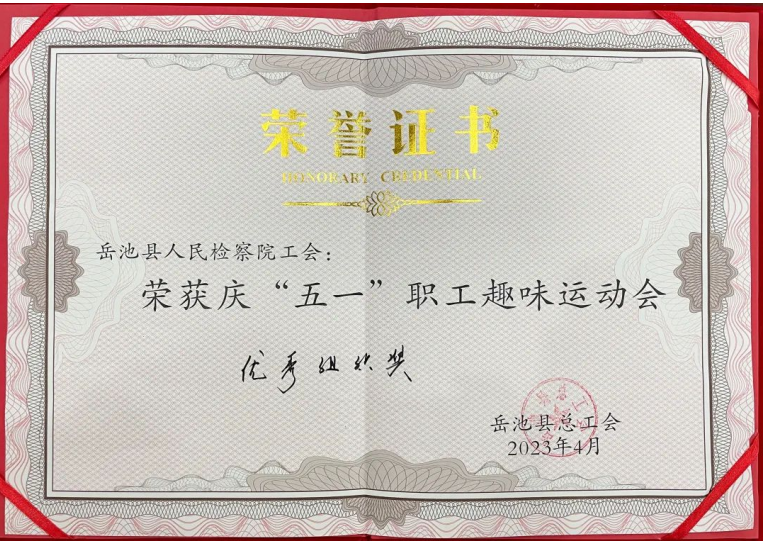 荣誉证书
HONORARY CREDENTIAL
岳池县人民检察院工会：
荣获庆“五一”职工趣味运动会
优秀组织奖
岳池县总工会
2023年4月